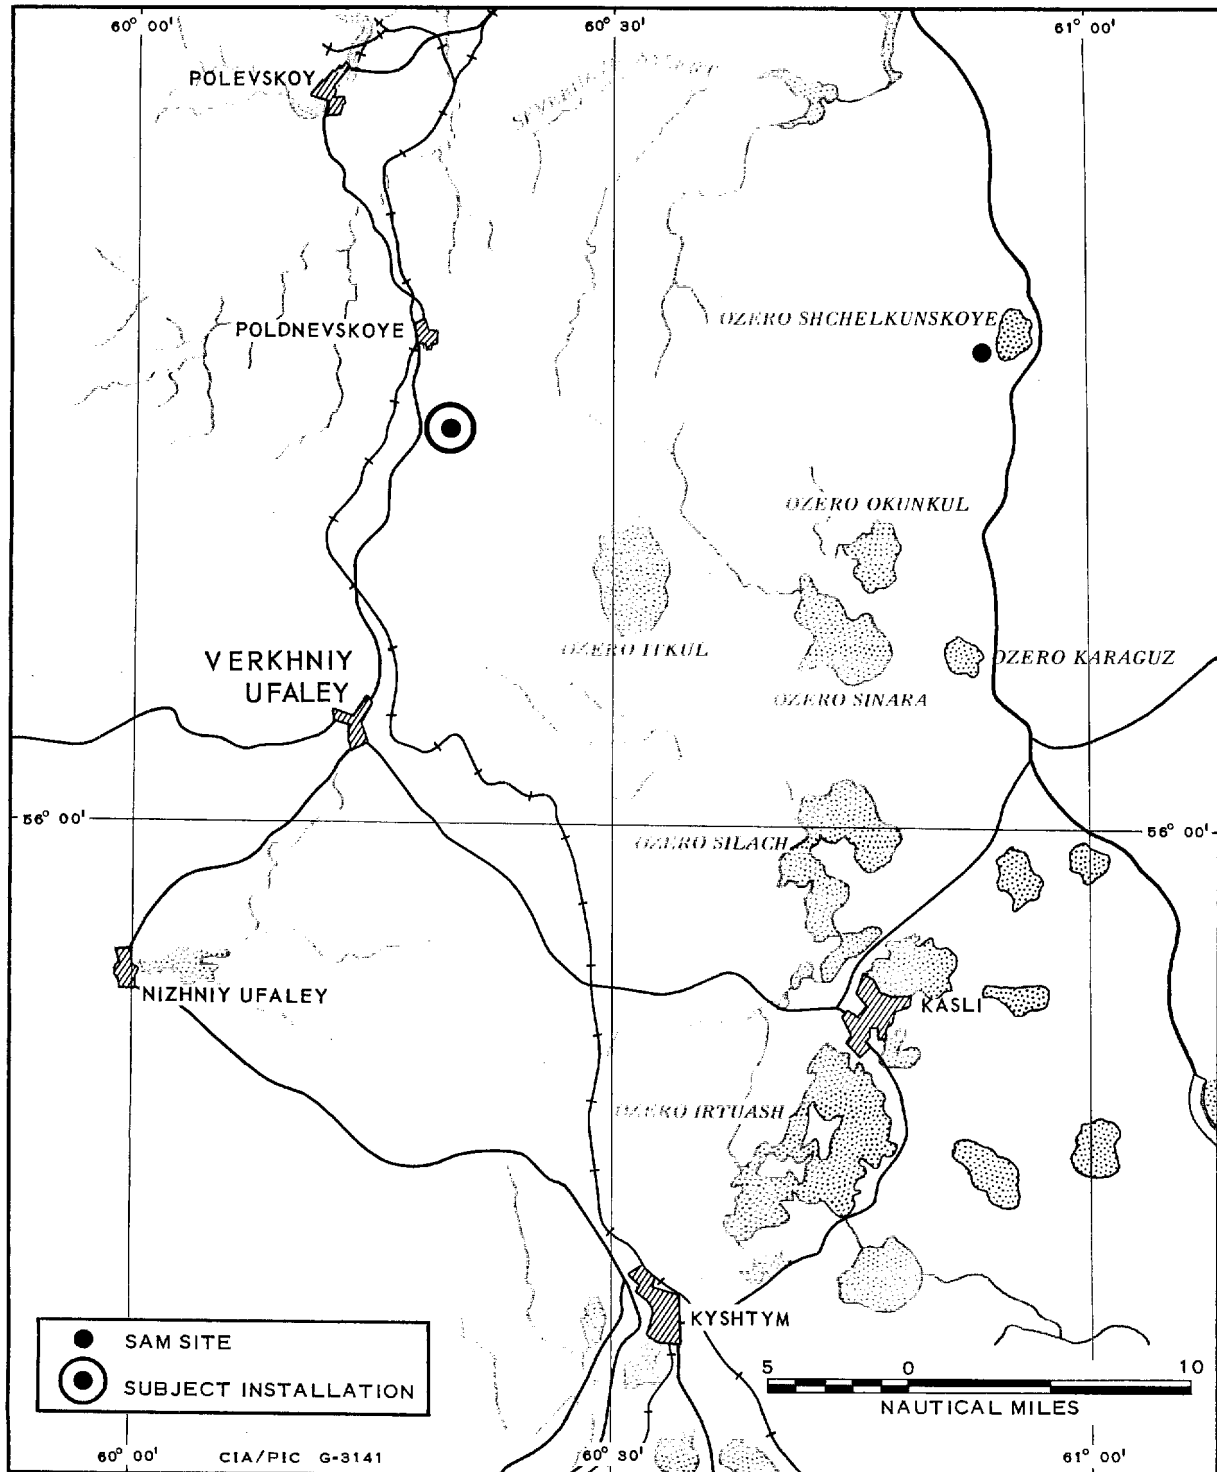 60° 00'
60° 30'
61° 00'
POLEVSKOY
OZERO SHCHELKUNSKOYE
POLDNEVSKOYE
OZERO OKUNKUL
OZERO ITKUL
OZERO KARAGUZ
VERKHNIY
UFALEY
OZERO SINARA
56° 00'
56° 00'
OZERO SILACH
NIZHNIY UFALEY
KASLI
OZERO IRTUASH
KYSHTYM
SAM SITE
SUBJECT INSTALLATION
5 0 10
NAUTICAL MILES
60° 00'
CIA/PIC G-3141
60° 30'
61° 00'